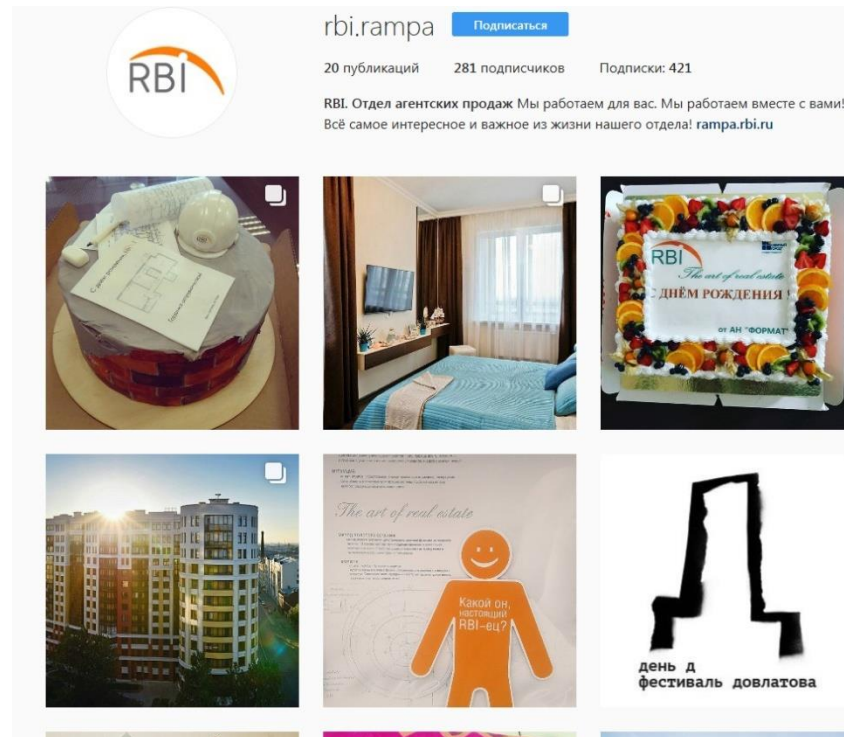 rbi.rampa Подписаться
20 публикаций 281 подписчиков Подписки: 421
RBI. Отдел агентских продаж Мы работаем для вас. Мы работаем вместе с вами!
Всё самое интересное и важное из жизни нашего отдела! rampa.rbi.ru
RBI
С днём рождения,
RBI
The art of real estate
С ДНЁМ РОЖДЕНИЯ !
от АН "ФОРМАТ"
The art of real estate
Какой он,
настоящий
RBI-ец?
день д
фестиваль довлатова